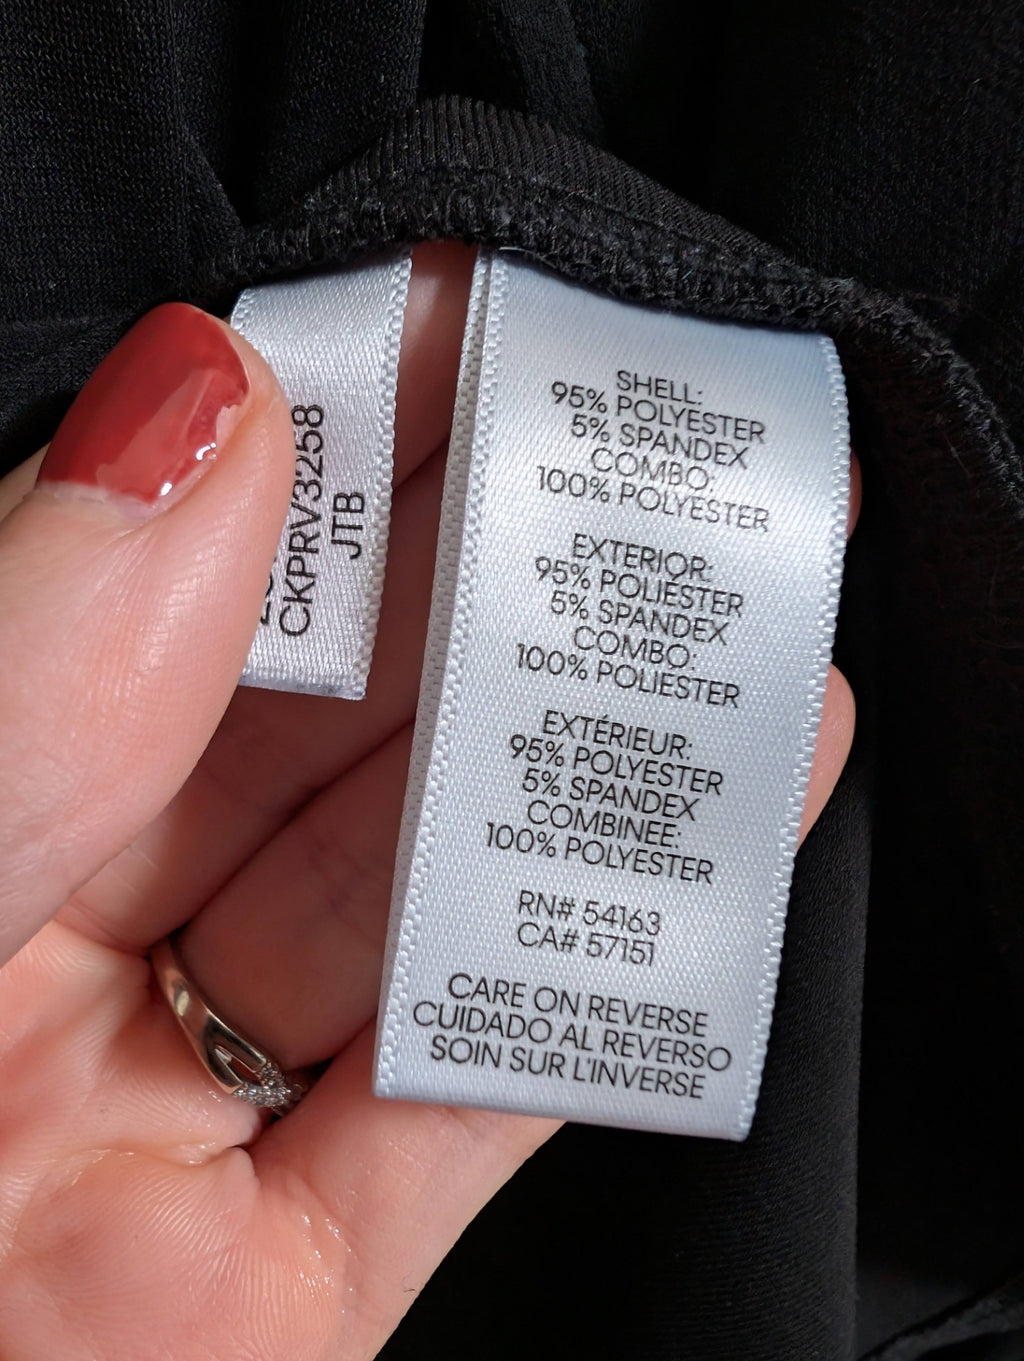 CKPRV3258
JTB
SHELL:
95% POLYESTER
5% SPANDEX
COMBO:
100% POLYESTER
EXTERIOR:
95% POLIÉSTER
5% SPANDEX
COMBO:
100% POLIESTER
EXTÉRIEUR:
95% POLYESTER
5% SPANDEX
COMBINEE:
100% POLYESTER
RN# 54163
CA# 57151
CARE ON REVERSE
CUIDADO AL REVERSO
SOIN SUR L'INVERSE